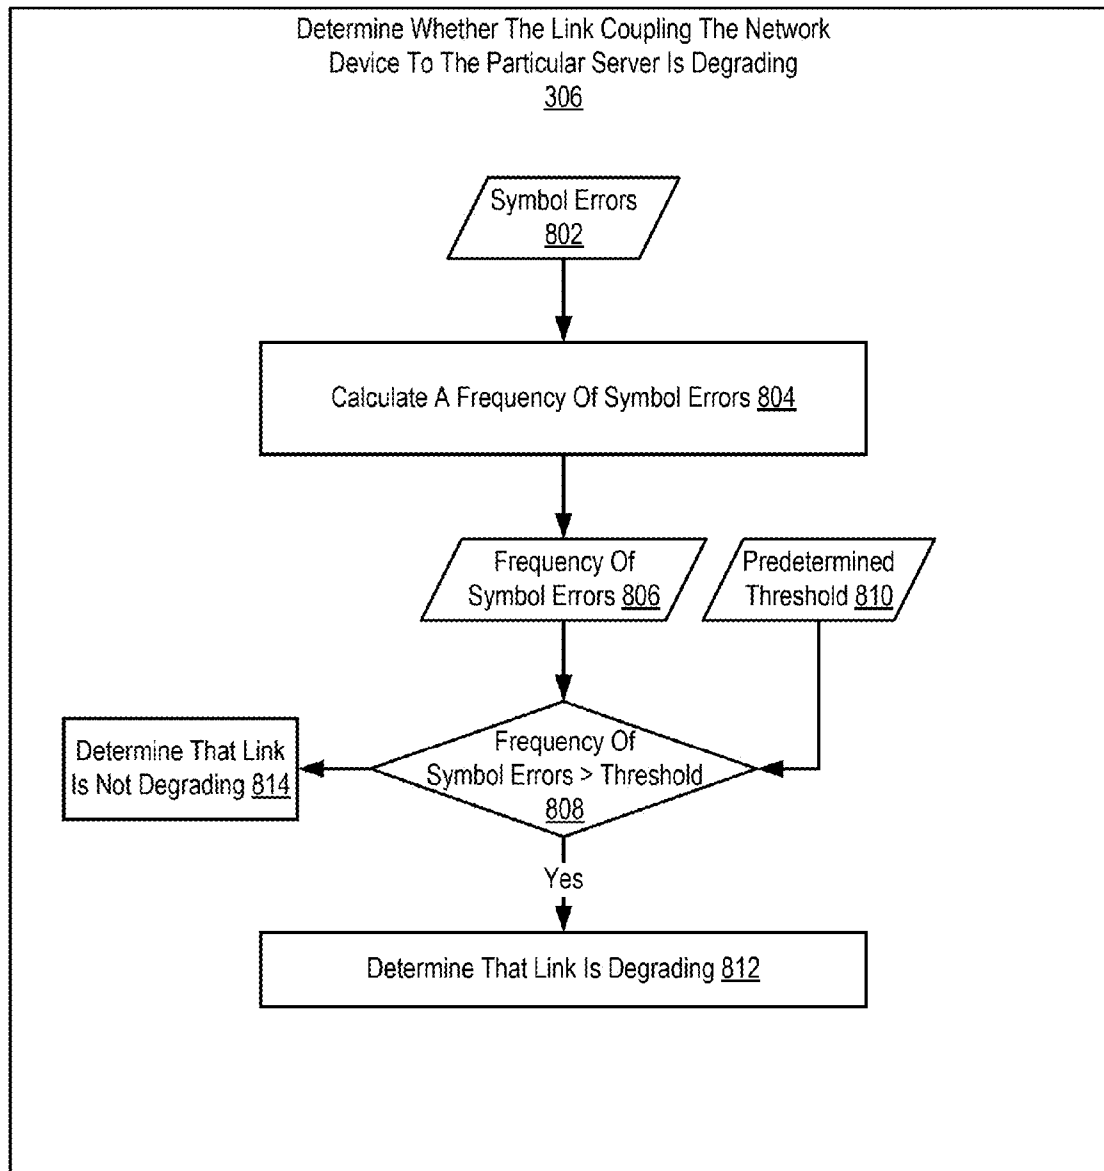 Determine Whether The Link Coupling The Network
Device To The Particular Server Is Degrading
306
Symbol Errors
802
Calculate A Frequency Of Symbol Errors 804
Frequency Of
Symbol Errors 806
Predetermined
Threshold 810
Frequency Of
Symbol Errors > Threshold
808
Determine That Link
Is Not Degrading 814
Yes
Determine That Link Is Degrading 812